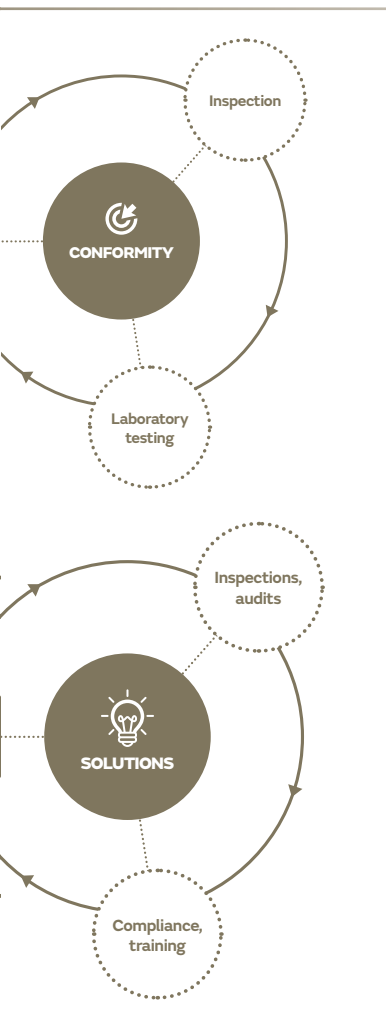 Inspection
CONFORMITY
Laboratory
testing
Inspections,
audits
SOLUTIONS
Compliance,
training